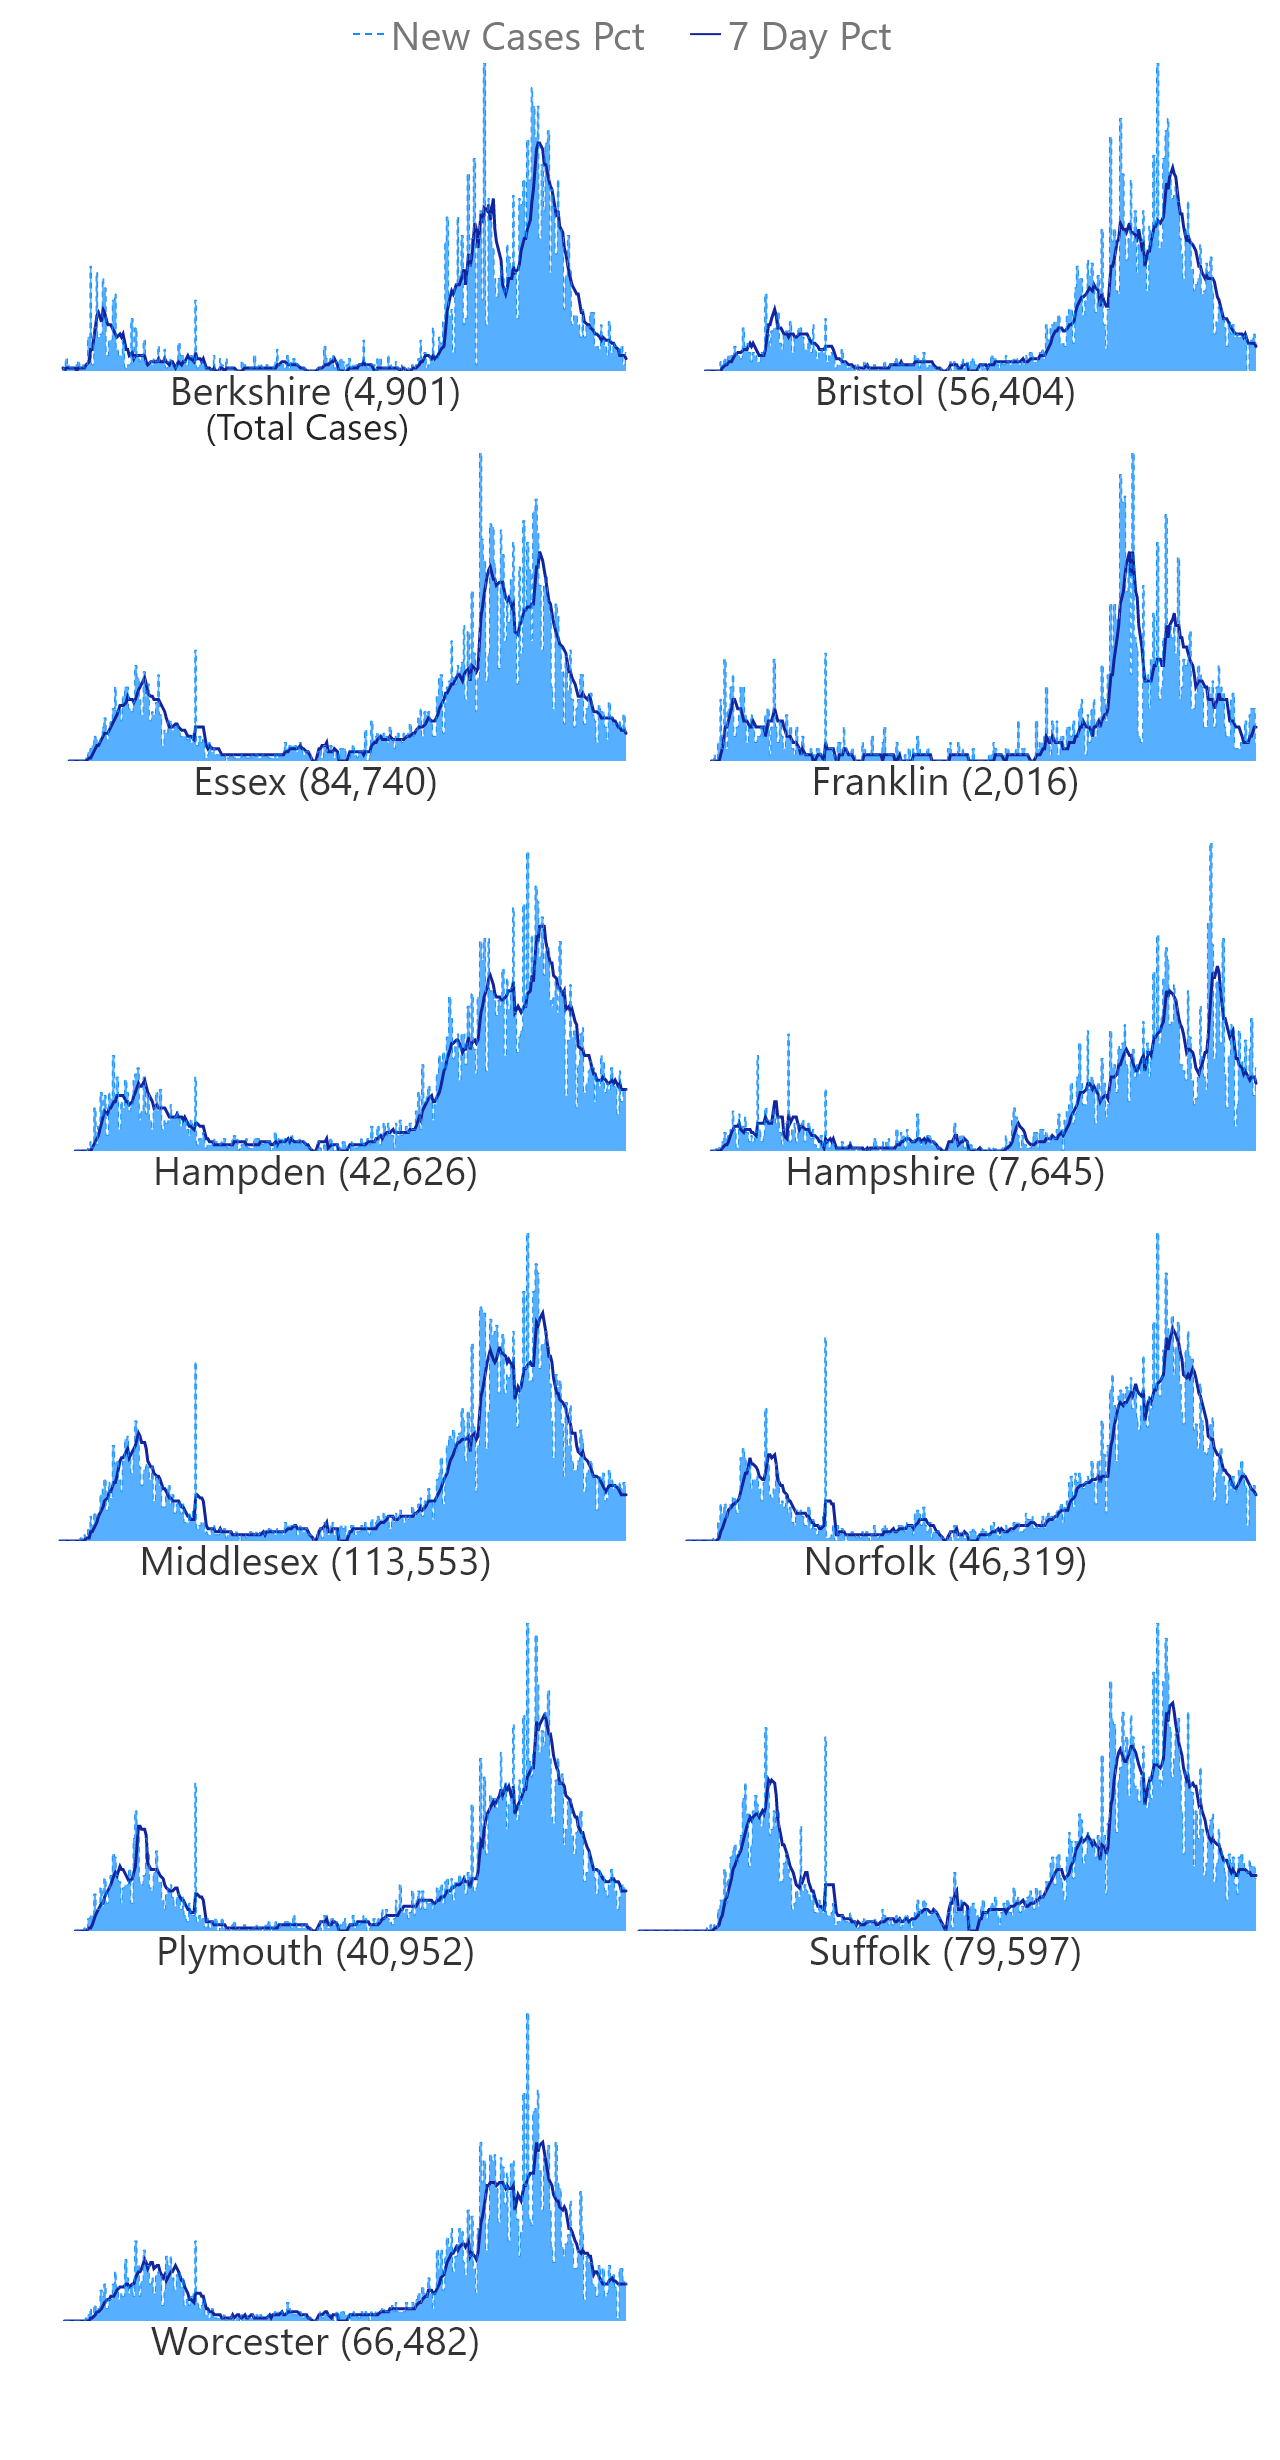 New Cases Pct 7 Day Pct
Berkshire (4,901) Bristol (56,404)
(Total Cases)
Essex (84,740) Franklin (2,016)
Hampden (42,626) Hampshire (7,645)
Middlesex (113,553) Norfolk (46,319)
Plymouth (40,952) Suffolk (79,597)
Worcester (66,482)